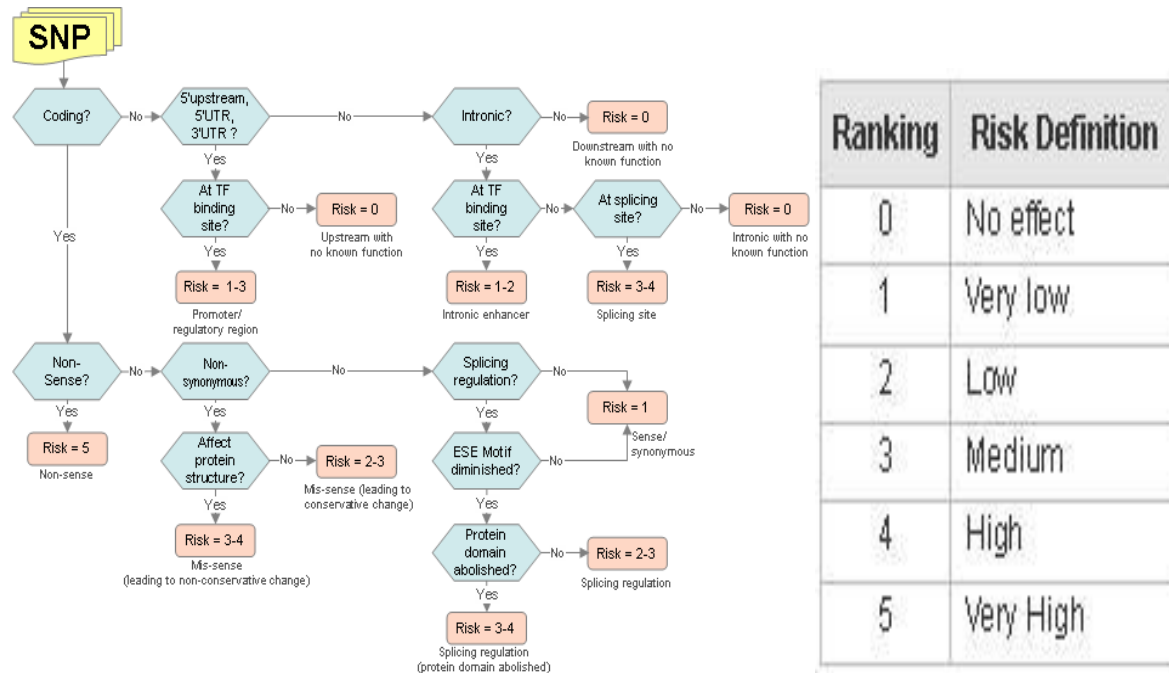 SNP
Coding?
No
5'upstream,
5'UTR,
3'UTR ?
No
Intronic?
No
Risk = 0
Downstream with no
known function
Yes
Yes
Yes
At TF
binding
site?
No
Risk = 0
Upstream with
no known function
At TF
binding
site?
No
At splicing
site?
No
Risk = 0
Intronic with no
known function
Yes
Yes
Yes
Risk = 1-3
Promoter/
regulatory region
Risk = 1-2
Intronic enhancer
Risk = 3-4
Splicing site
Non-
Sense?
No
Non-
synonymous?
No
Splicing
regulation?
No
Risk = 1
Sense/
synonymous
Yes
Yes
Yes
Risk = 5
Non-sense
Affect
protein
structure?
No
Risk = 2-3
Mis-sense (leading to
conservative change)
ESE Motif
diminished?
No
Yes
Yes
Risk = 3-4
Mis-sense
(leading to non-conservative change)
Protein
domain
abolished?
No
Risk = 2-3
Splicing regulation
Yes
Risk = 3-4
Splicing regulation
(protein domain abolished)
Ranking Risk Definition
0 No effect
1 Very low
2 Low
3 Medium
4 High
5 Very High